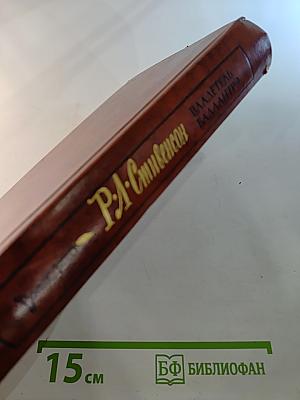 Р·Л·Стивенсон
ВЛАДЕТЕЛЬ
БАЛЛАНТРЭ
15 см
БФ БИБЛИОФАН